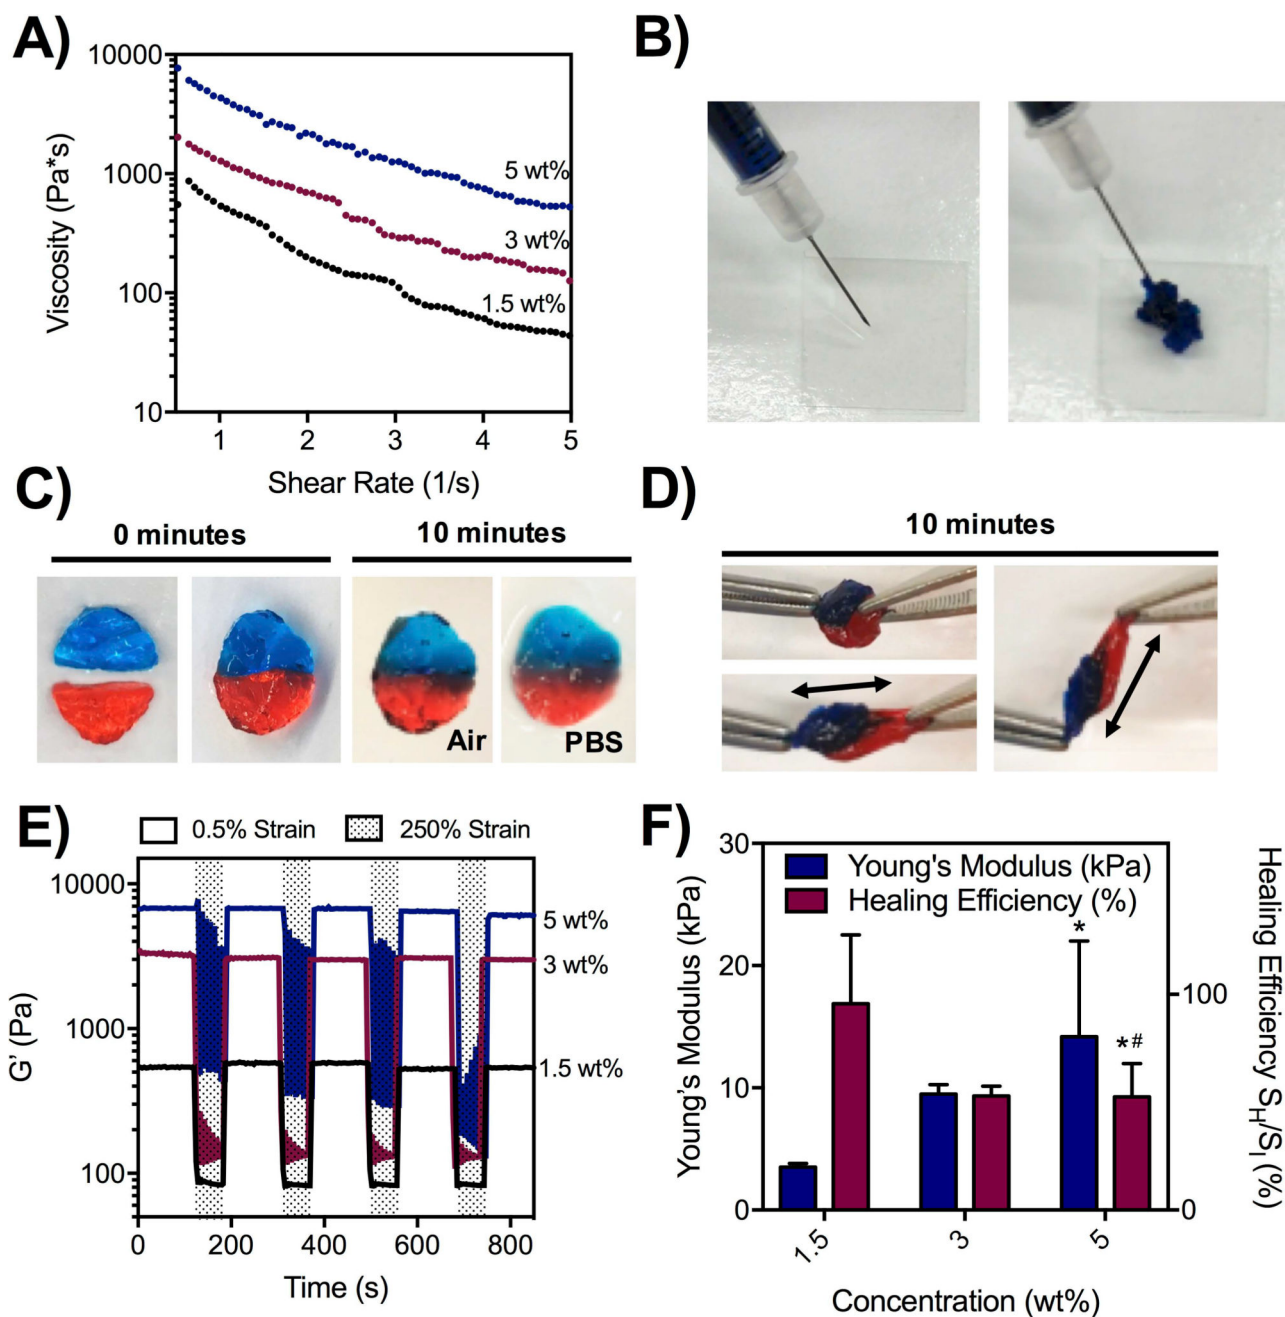 A)
10000
1000
100
10
Viscosity (Pa*s)
5 wt%
3 wt%
1.5 wt%
1 2 3 4 5
Shear Rate (1/s)
B)
C)
0 minutes
10 minutes
Air
PBS
D)
10 minutes
E)
0.5% Strain
250% Strain
10000
1000
100
G' (Pa)
5 wt%
3 wt%
1.5 wt%
0 200 400 600 800
Time (s)
F)
30
20
10
0
Young's Modulus (kPa)
Young's Modulus (kPa)
Healing Efficiency (%)
*
*#
100
0
Healing
Efficiency S_H/S_I (%)
1.5 3 5
Concentration (wt%)